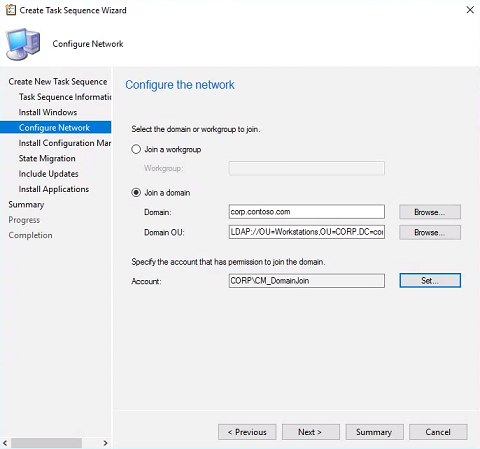 Create Task Sequence Wizard
Configure Network
Create New Task Sequence
Task Sequence Informatio
Install Windows
Configure Network
Install Configuration Mar
State Migration
Include Updates
Install Applications
Summary
Progress
Completion
Configure the network
Select the domain or workgroup to join.
Join a workgroup
Workgroup:
Join a domain
Domain: corp.contoso.com Browse...
Domain OU: LDAP://OU=Workstations,OU=CORP,DC=co Browse...
Specify the account that has permission to join the domain.
Account: CORP\CM_DomainJoin Set...
< Previous Next > Summary Cancel